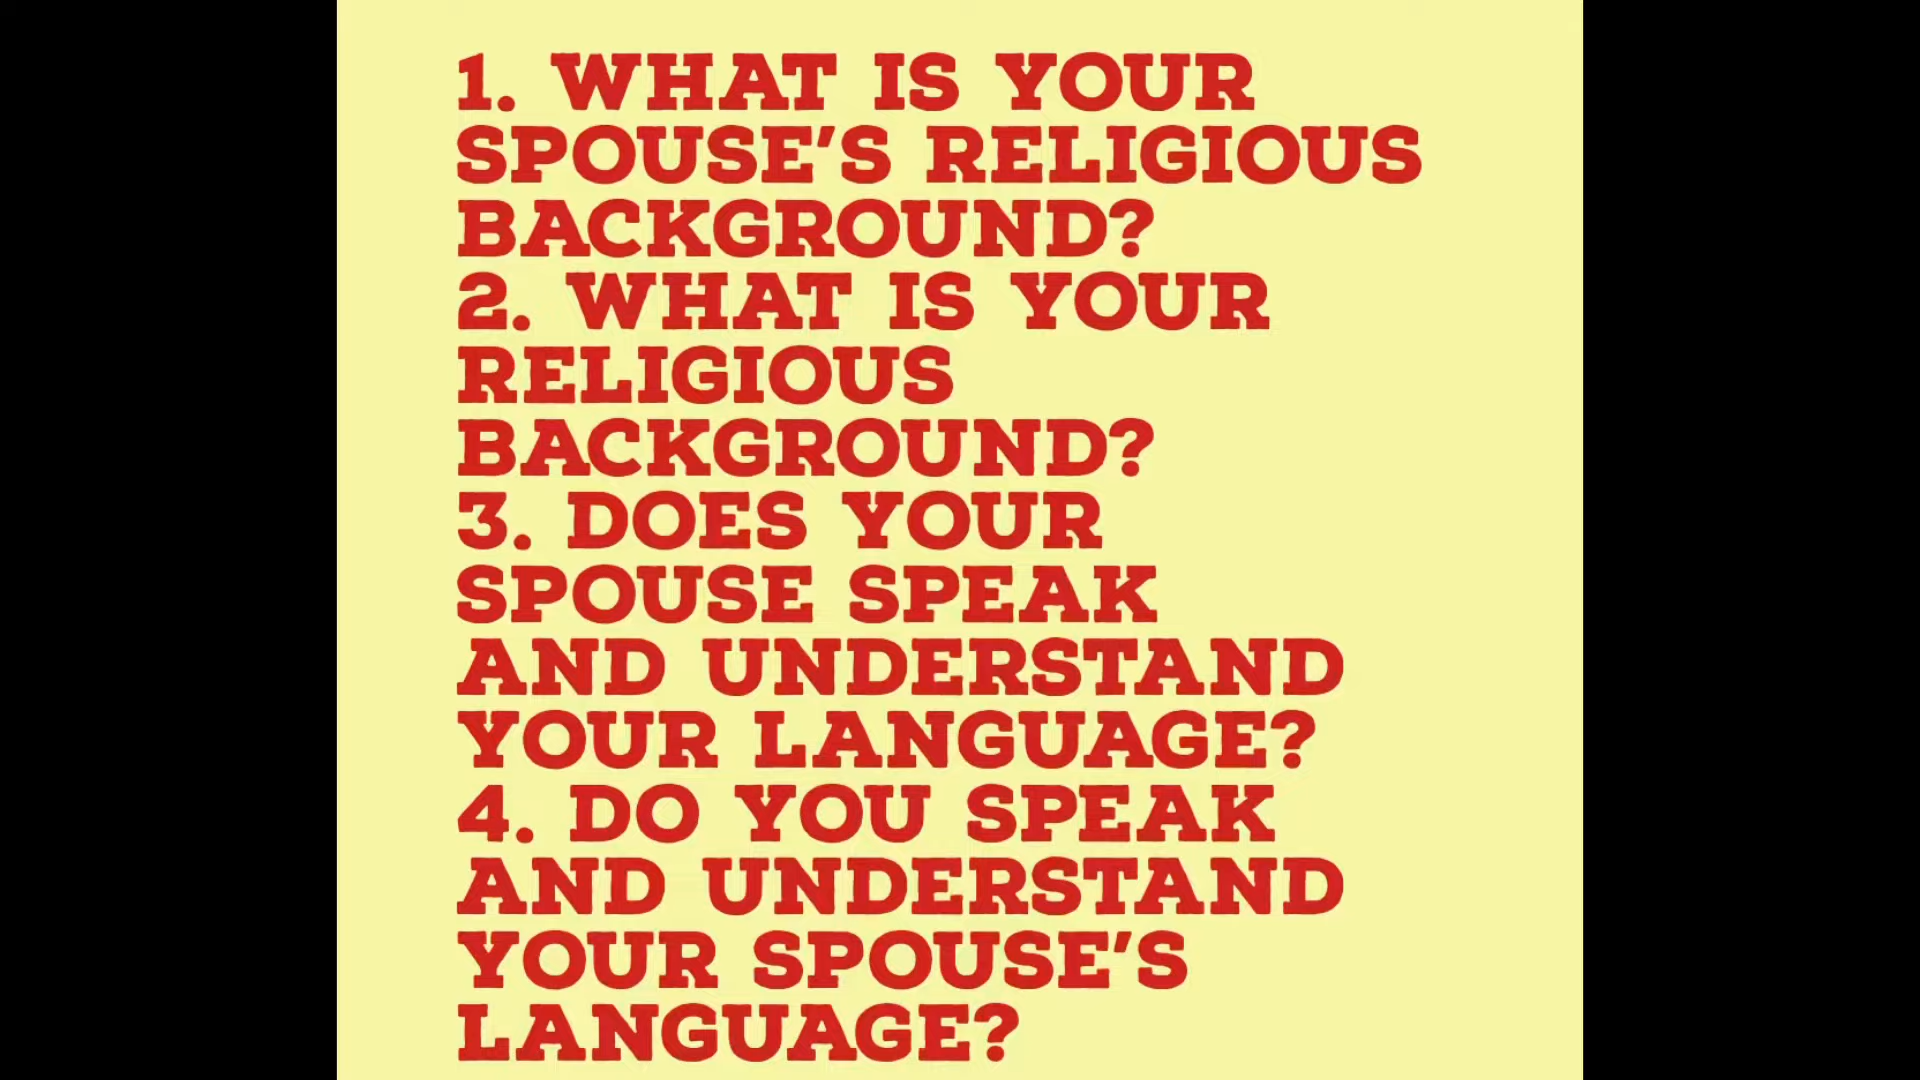 1. WHAT IS YOUR
SPOUSE'S RELIGIOUS
BACKGROUND?
2. WHAT IS YOUR
RELIGIOUS
BACKGROUND?
3. DOES YOUR
SPOUSE SPEAK
AND UNDERSTAND
YOUR LANGUAGE?
4. DO YOU SPEAK
AND UNDERSTAND
YOUR SPOUSE'S
LANGUAGE?